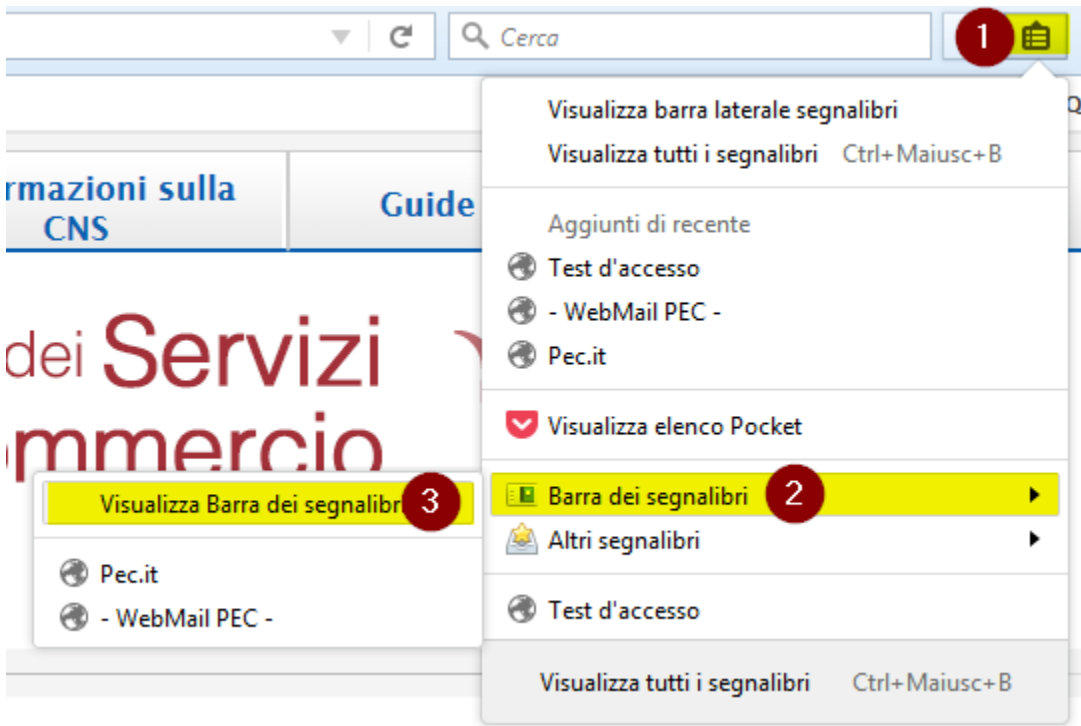 Cerca
1
Visualizza barra laterale segnalibri
Visualizza tutti i segnalibri Ctrl+Maiusc+B
rmazioni sulla
CNS
Guide
Aggiunti di recente
Test d'accesso
- WebMail PEC -
Pec.it
dei Servizi
ommercio
Visualizza elenco Pocket
Barra dei segnalibri 2
Visualizza Barra dei segnalibri 3
Altri segnalibri
Pec.it
- WebMail PEC -
Test d'accesso
Visualizza tutti i segnalibri Ctrl+Maiusc+B